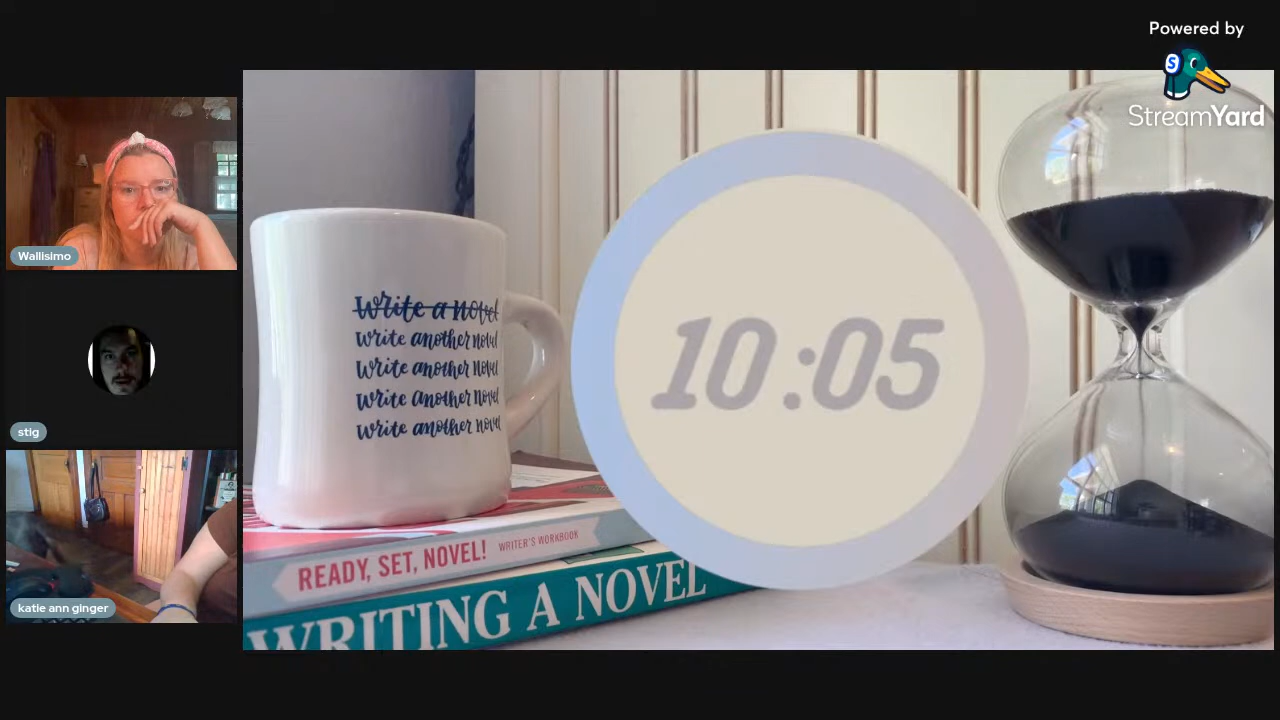 Powered by
S
StreamYard
Wallisimo
stig
katie ann ginger
Write a novel
write another novel
write another novel
write another novel
write another novel
10:05
READY, SET, NOVEL! WRITER'S WORKBOOK
WRITING A NOVEL